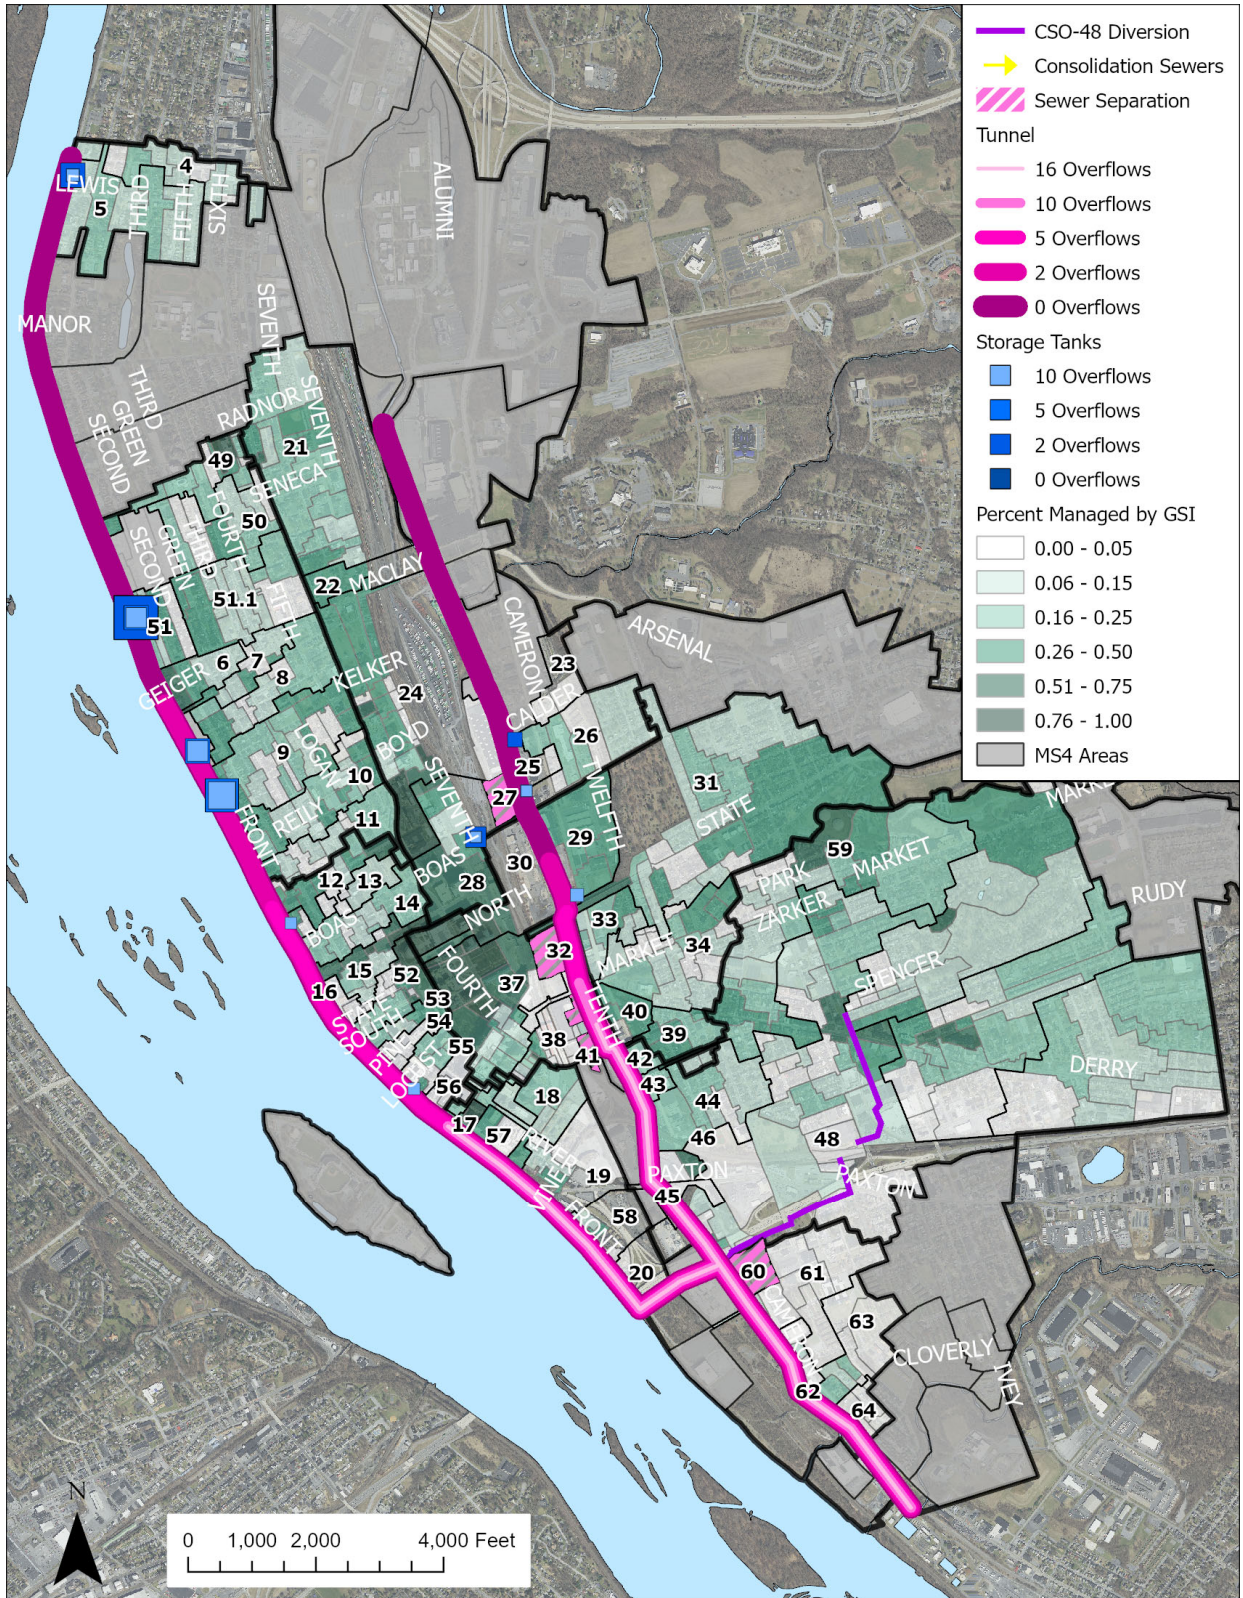 CSO-48 Diversion
Consolidation Sewers
Sewer Separation
Tunnel
16 Overflows
10 Overflows
5 Overflows
2 Overflows
0 Overflows
Storage Tanks
10 Overflows
5 Overflows
2 Overflows
0 Overflows
Percent Managed by GSI
0.00 - 0.05
0.06 - 0.15
0.16 - 0.25
0.26 - 0.50
0.51 - 0.75
0.76 - 1.00
MS4 Areas
4
LEWIS
5
THIRD
FIFTH
SIXTH
ALUMNI
MANOR
SEVENTH
THIRD
GREEN
SECOND
RADNOR
SEVENTH
21
49
SENECA
FOURTH
50
THIRD
GREEN
SECOND
22
MACLAY
51.1
FIFTH
51
CAMERON
ARSENAL
6
7
8
GEIGER
KELKER
23
24
CALDER
26
9
LOGAN
BOYD
10
25
TWELFTH
31
STATE
27
SEVENTH
REILLY
11
FRONT
29
59
MARKET
MARKE
30
PARK
12
13
BOAS
28
RUDY
14
BOAS
NORTH
ZARKER
33
32
MARKET
34
FOURTH
15
52
37
SPENCER
16
53
TENTH
40
STATE
SOUTH
54
39
38
PINE
55
41
42
DERRY
LOCUST
56
43
18
44
17
57
RIVER
46
48
19
PAXTON
PAXTON
VINE
45
FRONT
58
20
60
61
CAMERON
63
CLOVERLY
IVEY
62
64
N
0 1,000 2,000 4,000 Feet